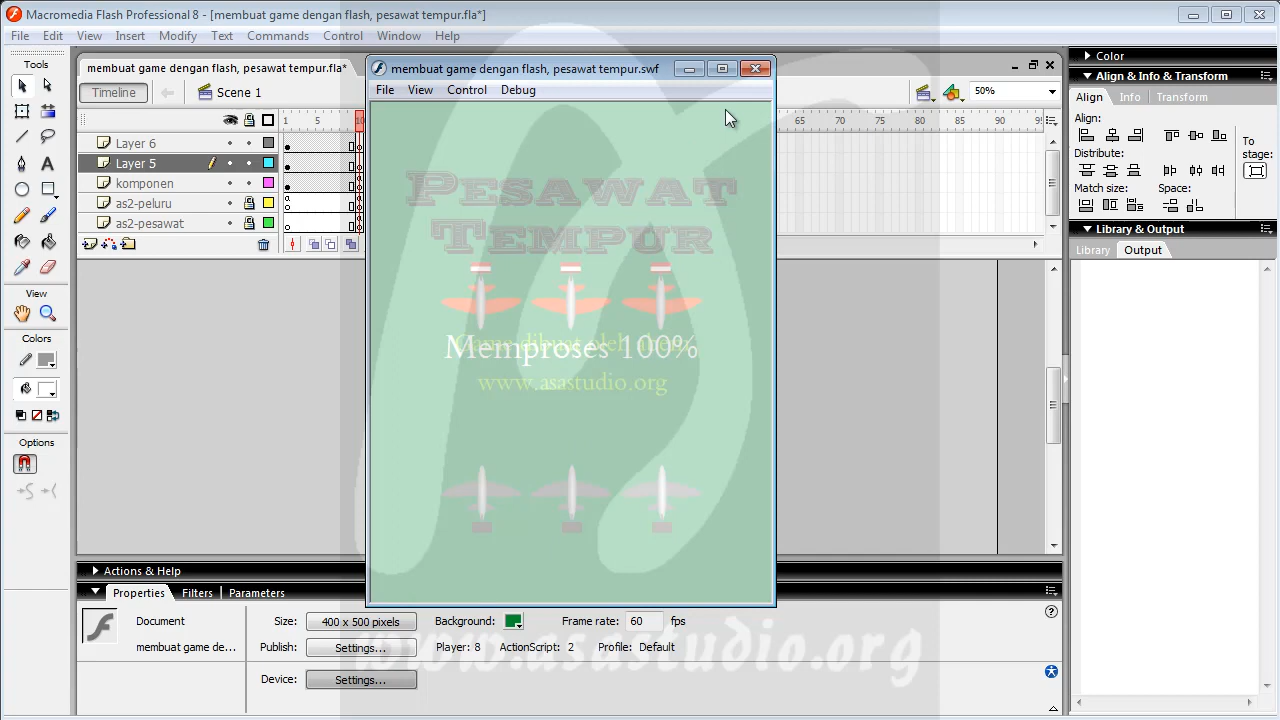 Macromedia Flash Professional 8 - [membuat game dengan flash, pesawat tempur.fla*]
File Edit View Insert Modify Text Commands Control Window Help
Tools
View
Colors
Options
membuat game dengan flash, pesawat tempur.fla*
Timeline
Scene 1
50%
1 5 10 65 70 75 80 85 90 95
Layer 6
Layer 5
komponen
as2-peluru
as2-pesawat
membuat game dengan flash, pesawat tempur.swf
File View Control Debug
Pesawat
Tempur
Memproses 100%
www.asastudio.org
Color
Align & Info & Transform
Align Info Transform
Align:
Distribute:
Match size: Space:
To
stage:
Library & Output
Library Output
Actions & Help
Properties Filters Parameters
Document
membuat game de...
Size: 400 x 500 pixels Background: Frame rate: 60 fps
Publish: Settings... Player: 8 ActionScript: 2 Profile: Default
Device: Settings...
www.asastudio.org